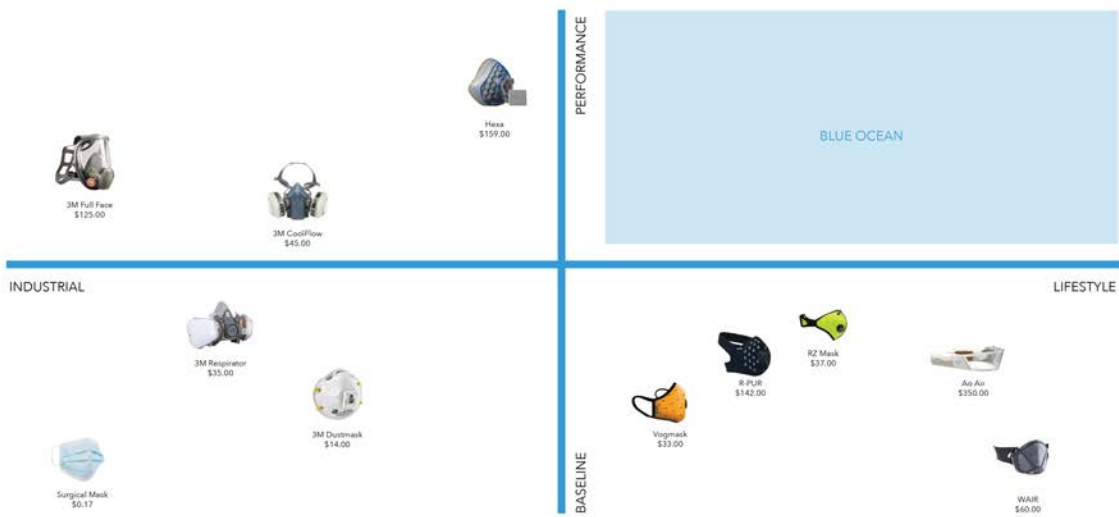 PERFORMANCE
BLUE OCEAN
Hexa
$159.00
3M Full Face
$125.00
3M CoolFlow
$45.00
INDUSTRIAL
LIFESTYLE
3M Respirator
$35.00
3M Dustmask
$14.00
Surgical Mask
$0.17
RZ Mask
$37.00
R-PUR
$142.00
Ao Air
$350.00
Vogmask
$33.00
WAIR
$60.00
BASELINE